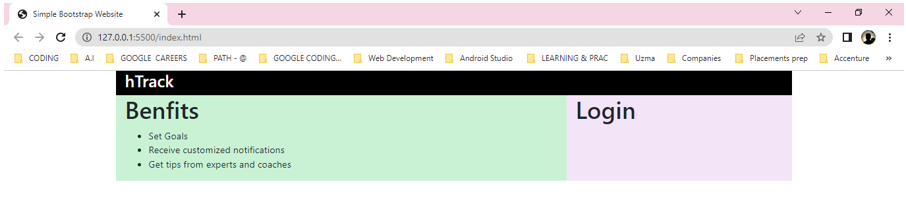 Simple Bootstrap Website
127.0.0.1:5500/index.html
CODING A.I GOOGLE CAREERS PATH - @ GOOGLE CODING... Web Development Android Studio LEARNING & PRAC Uzma Companies Placements prep Accenture »
hTrack
Benfits
Login
Set Goals
Receive customized notifications
Get tips from experts and coaches